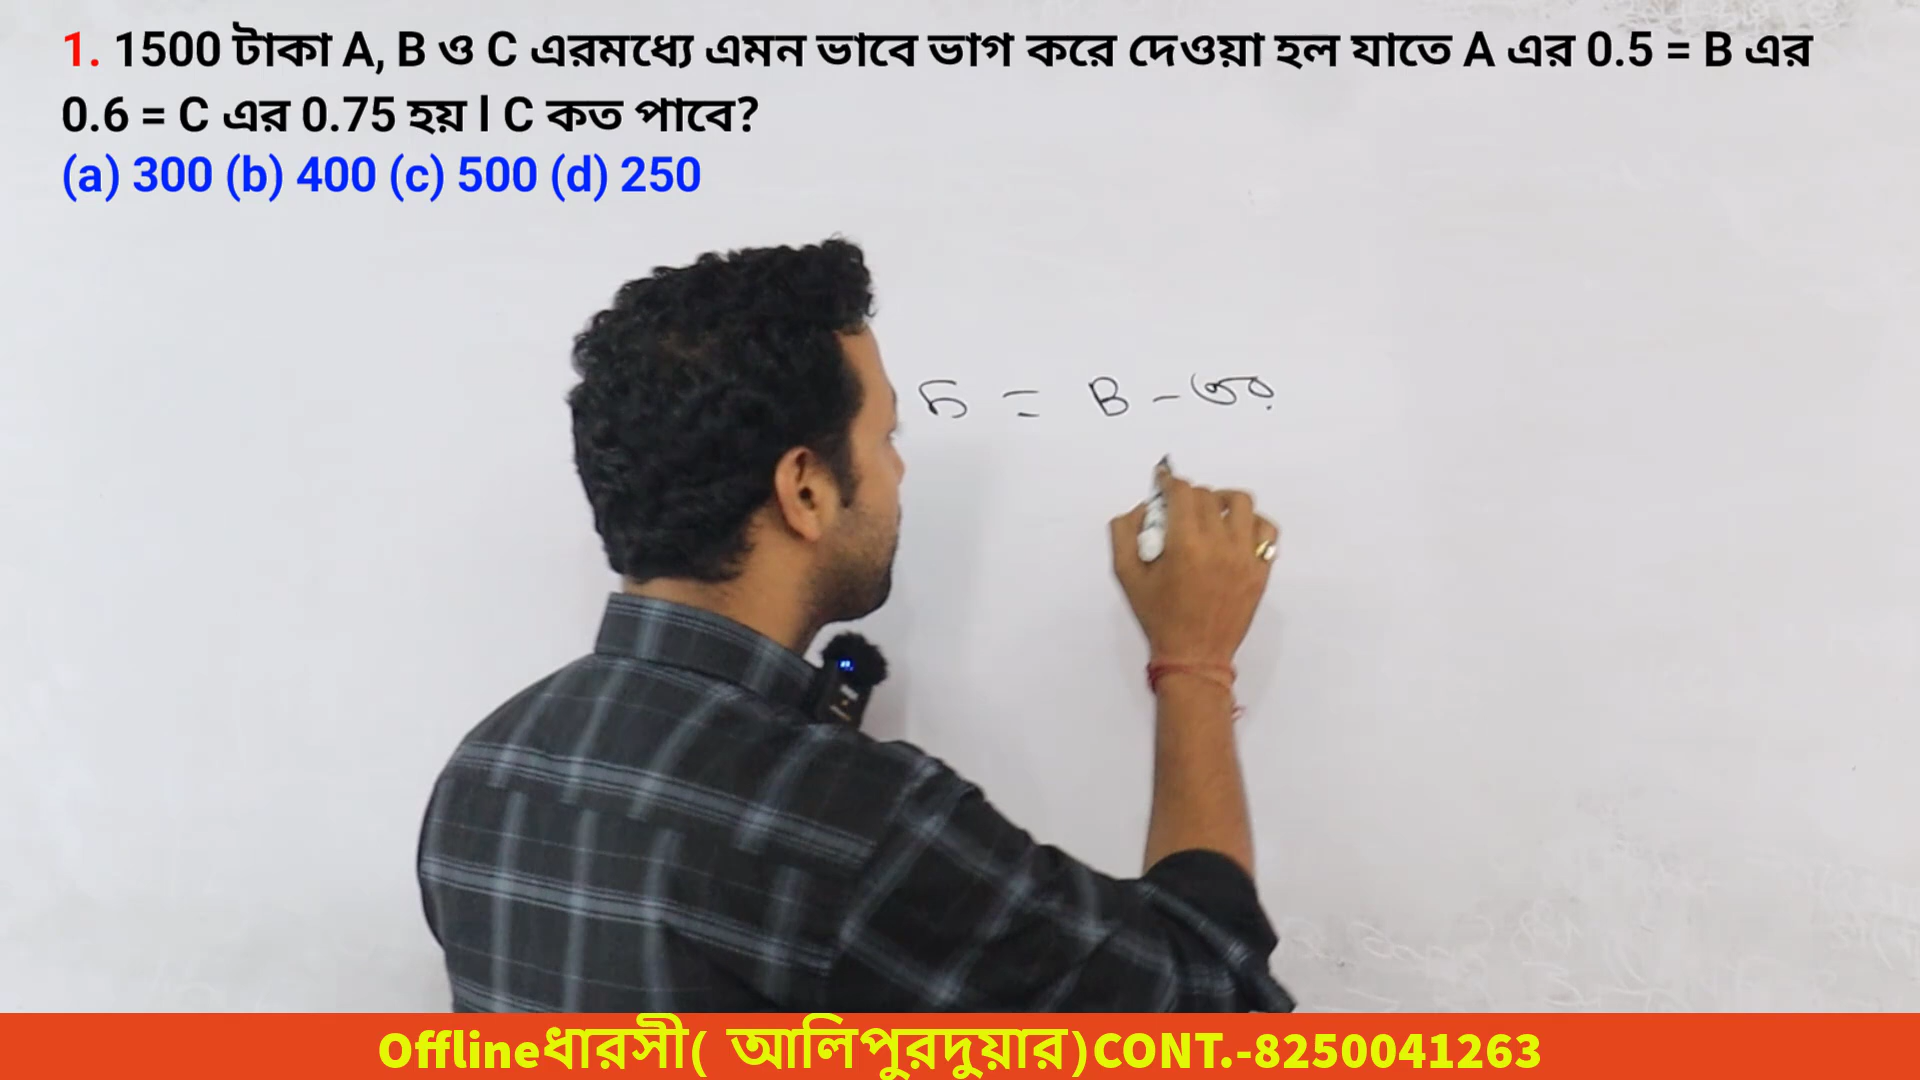 1. 1500 টাকা A, B ও C এরমধ্যে এমন ভাবে ভাগ করে দেওয়া হল যাতে A এর 0.5 = B এর
0.6 = C এর 0.75 হয় l C কত পাবে?
(a) 300 (b) 400 (c) 500 (d) 250
= B - এর
Offlineধারসী( আলিপুরদুয়ার)CONT.-8250041263